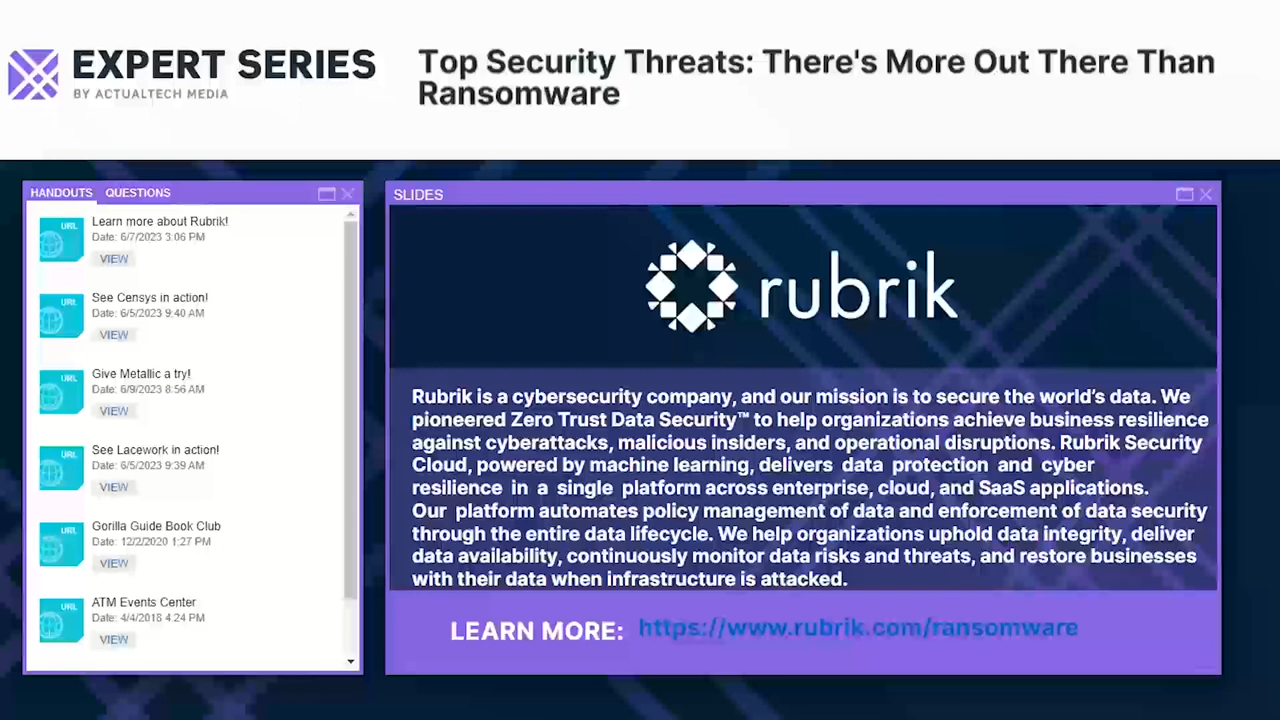 EXPERT SERIES
BY ACTUALTECH MEDIA
Top Security Threats: There's More Out There Than
Ransomware
HANDOUTS QUESTIONS
URL
Learn more about Rubrik!
Date: 6/7/2023 3:06 PM
VIEW
URL
See Censys in action!
Date: 6/5/2023 9:40 AM
VIEW
URL
Give Metallic a try!
Date: 6/9/2023 8:56 AM
VIEW
URL
See Lacework in action!
Date: 6/5/2023 9:39 AM
VIEW
URL
Gorilla Guide Book Club
Date: 12/2/2020 1:27 PM
VIEW
URL
ATM Events Center
Date: 4/4/2018 4:24 PM
VIEW
SLIDES
rubrik
Rubrik is a cybersecurity company, and our mission is to secure the world's data. We
pioneered Zero Trust Data Security™ to help organizations achieve business resilience
against cyberattacks, malicious insiders, and operational disruptions. Rubrik Security
Cloud, powered by machine learning, delivers data protection and cyber
resilience in a single platform across enterprise, cloud, and SaaS applications.
Our platform automates policy management of data and enforcement of data security
through the entire data lifecycle. We help organizations uphold data integrity, deliver
data availability, continuously monitor data risks and threats, and restore businesses
with their data when infrastructure is attacked.
LEARN MORE: https://www.rubrik.com/ransomware